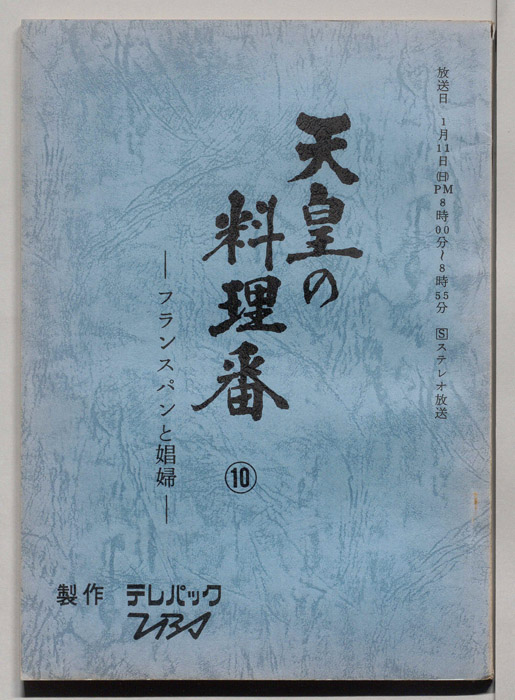 放送日 1月11日㈰PM8時00分〜8時55分 Sステレオ放送
天皇の
料理番
⑩
―フランスパンと娼婦―
製作 テレパック
TBS